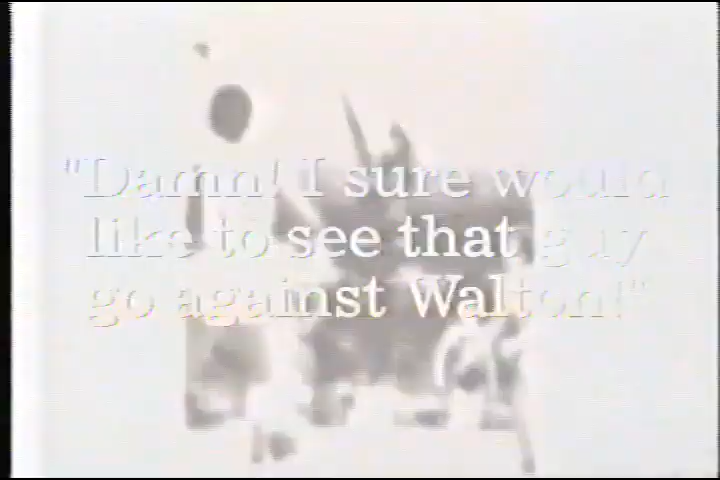 "Damn! I sure would
like to see that guy
go against Walton!"